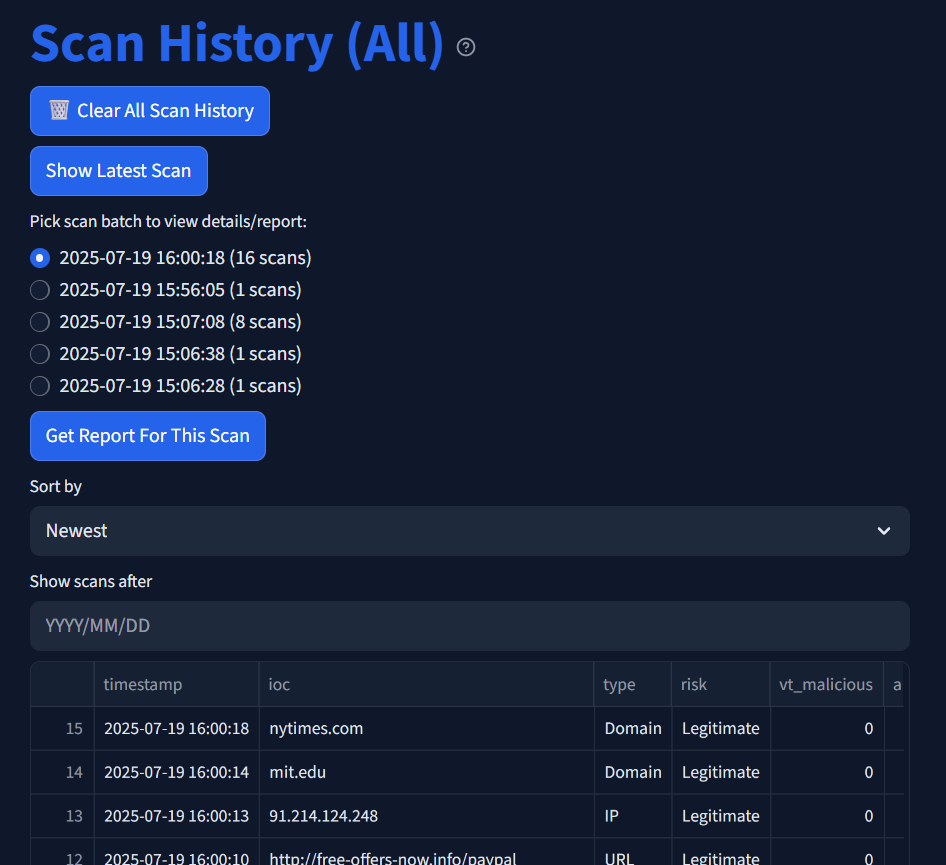 Scan History (All)
Clear All Scan History
Show Latest Scan
Pick scan batch to view details/report:
2025-07-19 16:00:18 (16 scans)
2025-07-19 15:56:05 (1 scans)
2025-07-19 15:07:08 (8 scans)
2025-07-19 15:06:38 (1 scans)
2025-07-19 15:06:28 (1 scans)
Get Report For This Scan
Sort by
Newest
Show scans after
YYYY/MM/DD
timestamp ioc type risk vt_malicious a
15 2025-07-19 16:00:18 nytimes.com Domain Legitimate 0
14 2025-07-19 16:00:14 mit.edu Domain Legitimate 0
13 2025-07-19 16:00:13 91.214.124.248 IP Legitimate 0
12 2025-07-19 16:00:10 http://free-offers-now.info/paypal URL Legitimate 0